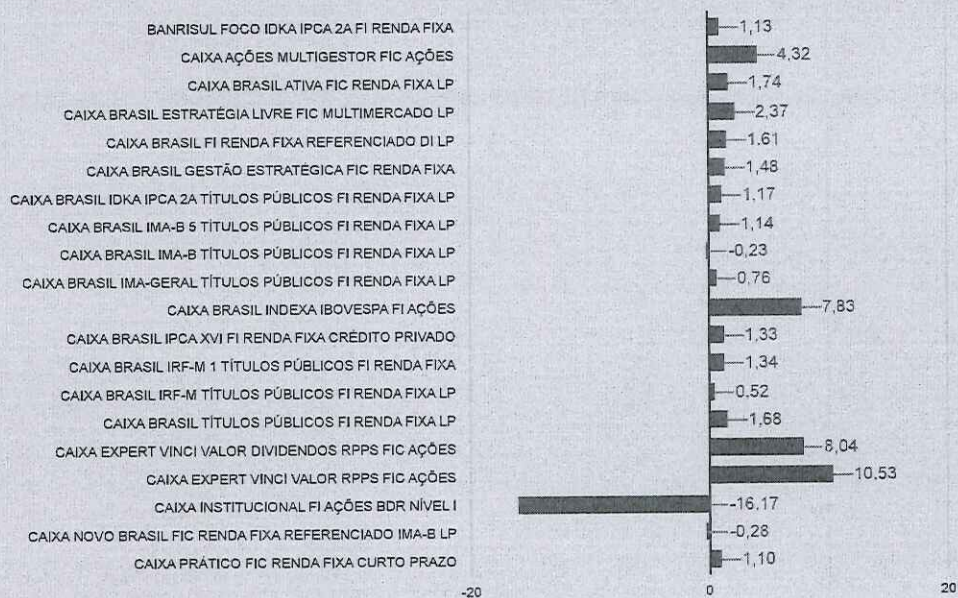 BANRISUL FOCO IDKA IPCA 2A FI RENDA FIXA 1,13
CAIXA AÇÕES MULTIGESTOR FIC AÇÕES 4,32
CAIXA BRASIL ATIVA FIC RENDA FIXA LP 1,74
CAIXA BRASIL ESTRATÉGIA LIVRE FIC MULTIMERCADO LP 2,37
CAIXA BRASIL FI RENDA FIXA REFERENCIADO DI LP 1,61
CAIXA BRASIL GESTÃO ESTRATÉGICA FIC RENDA FIXA 1,48
CAIXA BRASIL IDKA IPCA 2A TÍTULOS PÚBLICOS FI RENDA FIXA LP 1,17
CAIXA BRASIL IMA-B 5 TÍTULOS PÚBLICOS FI RENDA FIXA LP 1,14
CAIXA BRASIL IMA-B TÍTULOS PÚBLICOS FI RENDA FIXA LP -0,23
CAIXA BRASIL IMA-GERAL TÍTULOS PÚBLICOS FI RENDA FIXA LP 0,76
CAIXA BRASIL INDEXA IBOVESPA FI AÇÕES 7,83
CAIXA BRASIL IPCA XVI FI RENDA FIXA CRÉDITO PRIVADO 1,33
CAIXA BRASIL IRF-M 1 TÍTULOS PÚBLICOS FI RENDA FIXA 1,34
CAIXA BRASIL IRF-M TÍTULOS PÚBLICOS FI RENDA FIXA LP 0,52
CAIXA BRASIL TÍTULOS PÚBLICOS FI RENDA FIXA LP 1,68
CAIXA EXPERT VINCI VALOR DIVIDENDOS RPPS FIC AÇÕES 8,04
CAIXA EXPERT VINCI VALOR RPPS FIC AÇÕES 10,53
CAIXA INSTITUCIONAL FI AÇÕES BDR NÍVEL I -16,17
CAIXA NOVO BRASIL FIC RENDA FIXA REFERENCIADO IMA-B LP -0,28
CAIXA PRÁTICO FIC RENDA FIXA CURTO PRAZO 1,10
-20 0 20